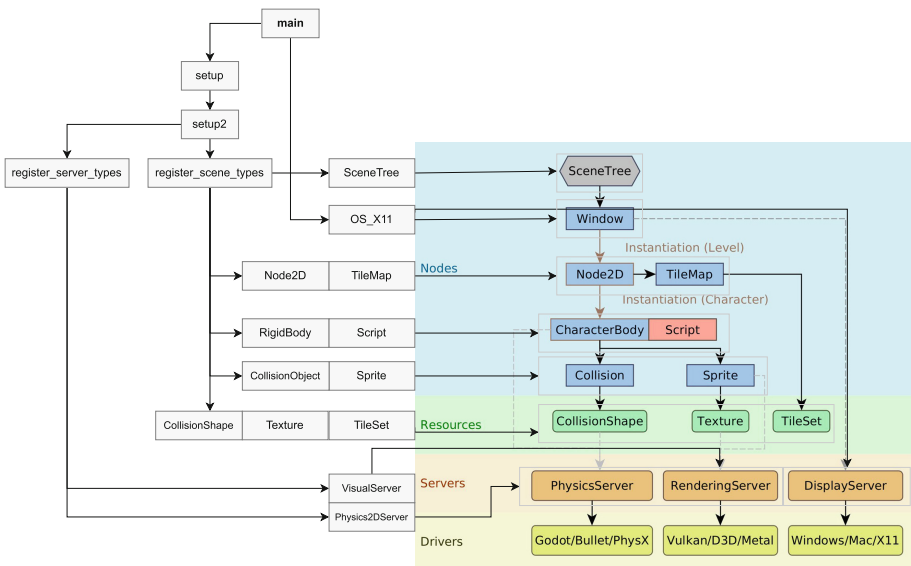 main
setup
setup2
register_server_types
register_scene_types
SceneTree
SceneTree
OS_X11
Window
Instantiation (Level)
Nodes
Node2D
TileMap
Node2D
TileMap
Instantiation (Character)
RigidBody
Script
CharacterBody
Script
CollisionObject
Sprite
Collision
Sprite
CollisionShape
Texture
TileSet
Resources
CollisionShape
Texture
TileSet
VisualServer
Servers
PhysicsServer
RenderingServer
DisplayServer
Physics2DServer
Drivers
Godot/Bullet/PhysX
Vulkan/D3D/Metal
Windows/Mac/X11